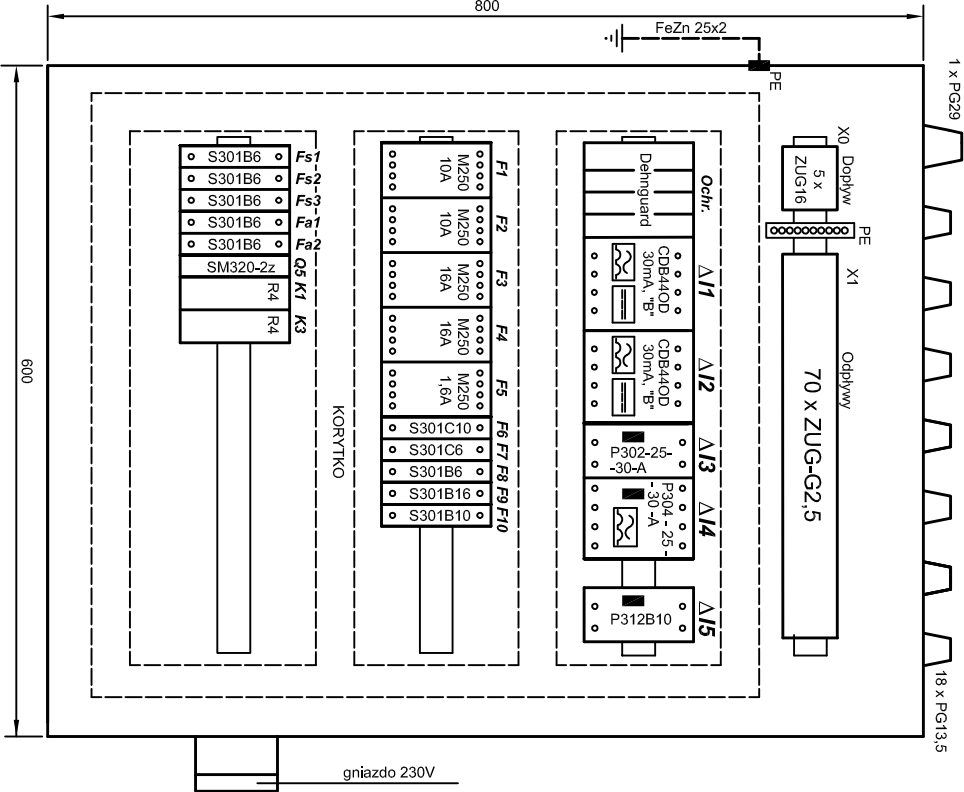 800
FeZn 25x2
PE
1 x PG29
600
S301B6 Fs1
S301B6 Fs2
S301B6 Fs3
S301B6 Fa1
S301B6 Fa2
SM320-2z Q5
R4 K1
R4 K3
KORYTKO
M250
10A
F1
M250
10A
F2
M250
16A
F3
M250
16A
F4
M250
1,6A
F5
S301C10 F6
S301C6 F7
S301B6 F8
S301B16 F9
S301B10 F10
Dehnguard
Ochr.
CDB44OD
30mA, "B"
ΔI1
CDB44OD
30mA, "B"
ΔI2
P302-25-
-30-A
ΔI3
P304 - 25 -
- 30 -A
ΔI4
P312B10
ΔI5
X0 Dopływ
5 x
ZUG16
PE
X1
Odpływy
70 x ZUG-G2,5
18 x PG13,5
gniazdo 230V